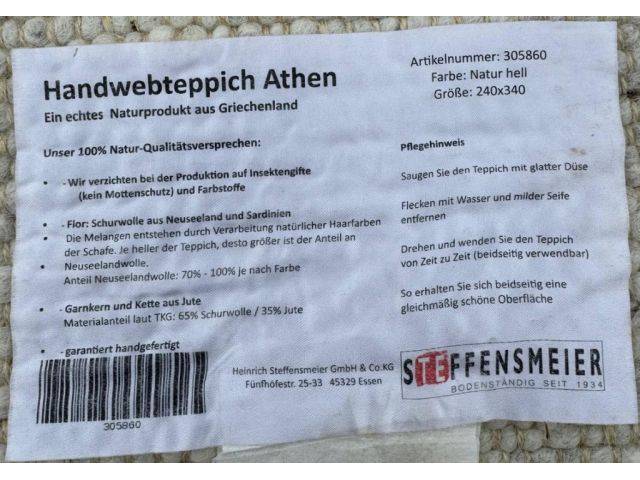 Handwebteppich Athen
Ein echtes Naturprodukt aus Griechenland
Artikelnummer: 305860
Farbe: Natur hell
Größe: 240x340
Unser 100% Natur-Qualitätsversprechen:
• - Wir verzichten bei der Produktion auf Insektengifte
(kein Mottenschutz) und Farbstoffe
• - Flor: Schurwolle aus Neuseeland und Sardinien
• Die Melangen entstehen durch Verarbeitung natürlicher Haarfarben
der Schafe. Je heller der Teppich, desto größer ist der Anteil an
• Neuseelandwolle.
Anteil Neuseelandwolle: 70% - 100% je nach Farbe
• - Garnkern und Kette aus Jute
Materialanteil laut TKG: 65% Schurwolle / 35% Jute
• - garantiert handgefertigt
Pflegehinweis
Saugen Sie den Teppich mit glatter Düse
Flecken mit Wasser und milder Seife
entfernen
Drehen und wenden Sie den Teppich
von Zeit zu Zeit (beidseitig verwendbar)
So erhalten Sie sich beidseitig eine
gleichmäßig schöne Oberfläche
305860
Heinrich Steffensmeier GmbH & Co.KG
Fünfhöfestr. 25-33 45329 Essen
STEFFENSMEIER
BODENSTÄNDIG SEIT 1934